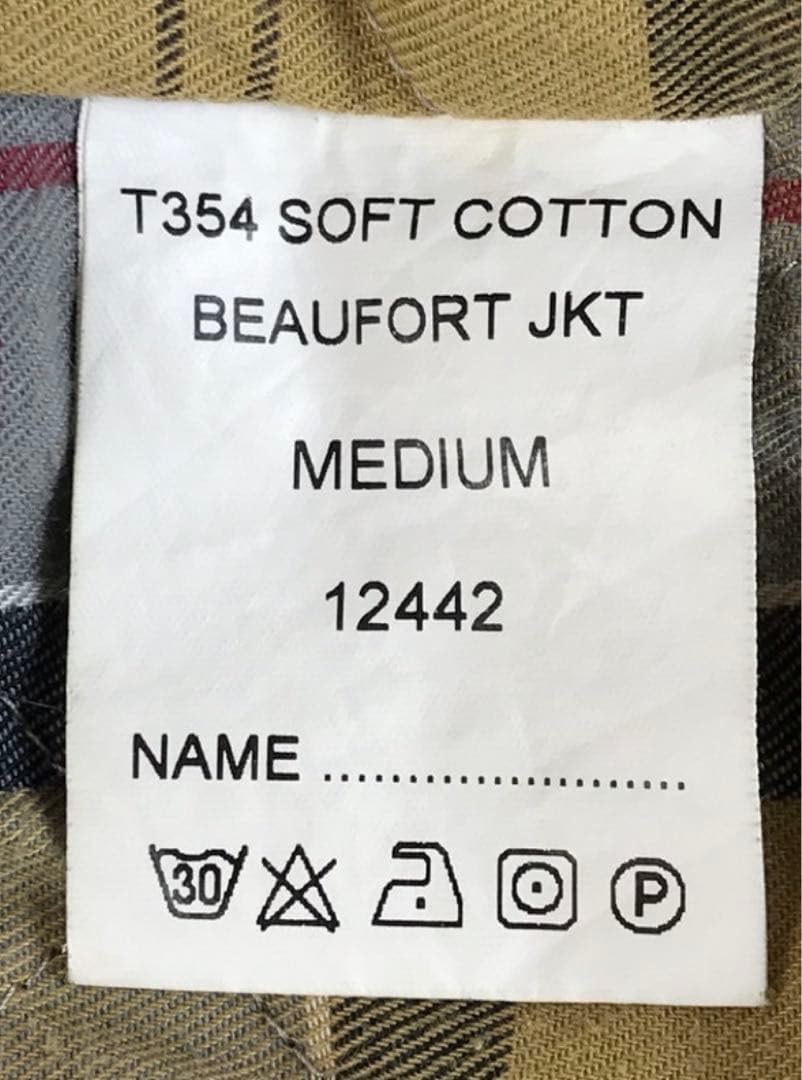 T354 SOFT COTTON
BEAUFORT JKT
MEDIUM
12442
NAME ..........................
30 P